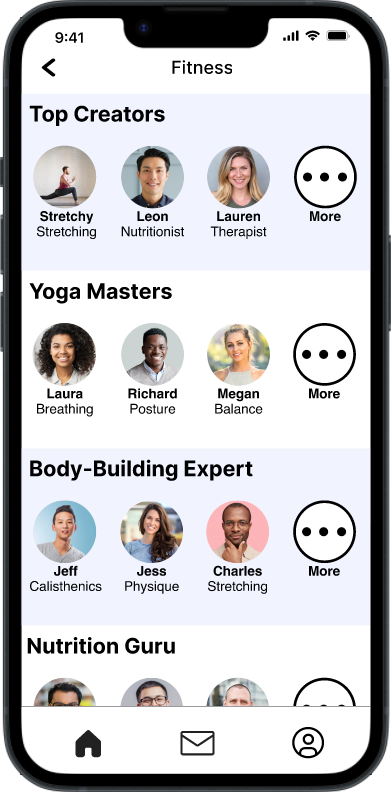 9:41
Fitness
Top Creators
Stretchy Leon Lauren More
Stretching Nutritionist Therapist
Yoga Masters
Laura Richard Megan More
Breathing Posture Balance
Body-Building Expert
Jeff Jess Charles More
Calisthenics Physique Stretching
Nutrition Guru